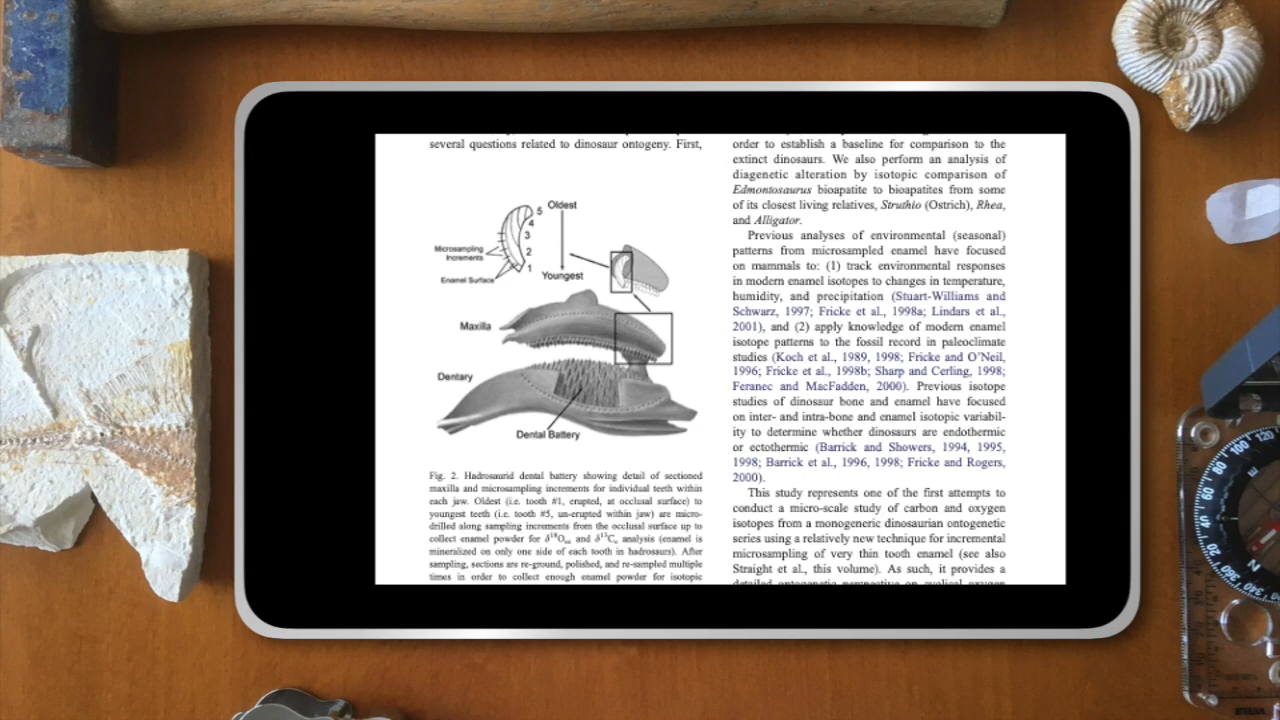 several questions related to dinosaur ontogeny. First,
5
Oldest
4
3
Microsampling
Increments
2
1
Enamel Surface
Youngest
Maxilla
Dentary
Dental Battery
Fig. 2. Hadrosaurid dental battery showing detail of sectioned
maxilla and microsampling increments for individual teeth within
each jaw. Oldest (i.e. tooth #1, erupted, at occlusal surface) to
youngest teeth (i.e. tooth #5, un-erupted within jaw) are micro-
drilled along sampling increments from the occlusal surface up to
collect enamel powder for δ¹⁸Oₑₙ and δ¹³Cₑ analysis (enamel is
mineralized on only one side of each tooth in hadrosaurs). After
sampling, sections are re-ground, polished, and re-sampled multiple
times in order to collect enough enamel powder for isotopic
order to establish a baseline for comparison to the
extinct dinosaurs. We also perform an analysis of
diagenetic alteration by isotopic comparison of
Edmontosaurus bioapatite to bioapatites from some
of its closest living relatives, Struthio (Ostrich), Rhea,
and Alligator.
Previous analyses of environmental (seasonal)
patterns from microsampled enamel have focused
on mammals to: (1) track environmental responses
in modern enamel isotopes to changes in temperature,
humidity, and precipitation (Stuart-Williams and
Schwarz, 1997; Fricke et al., 1998a; Lindars et al.,
2001), and (2) apply knowledge of modern enamel
isotope patterns to the fossil record in paleoclimate
studies (Koch et al., 1989, 1998; Fricke and O'Neil,
1996; Fricke et al., 1998b; Sharp and Cerling, 1998;
Feranec and MacFadden, 2000). Previous isotope
studies of dinosaur bone and enamel have focused
on inter- and intra-bone and enamel isotopic variabil-
ity to determine whether dinosaurs are endothermic
or ectothermic (Barrick and Showers, 1994, 1995,
1998; Barrick et al., 1996, 1998; Fricke and Rogers,
2000).
This study represents one of the first attempts to
conduct a micro-scale study of carbon and oxygen
isotopes from a monogeneric dinosaurian ontogenetic
series using a relatively new technique for incremental
microsampling of very thin tooth enamel (see also
Straight et al., this volume). As such, it provides a
detailed ontogenetic perspective on cyclical oxygen
120
100
80
60
40
20
360
N